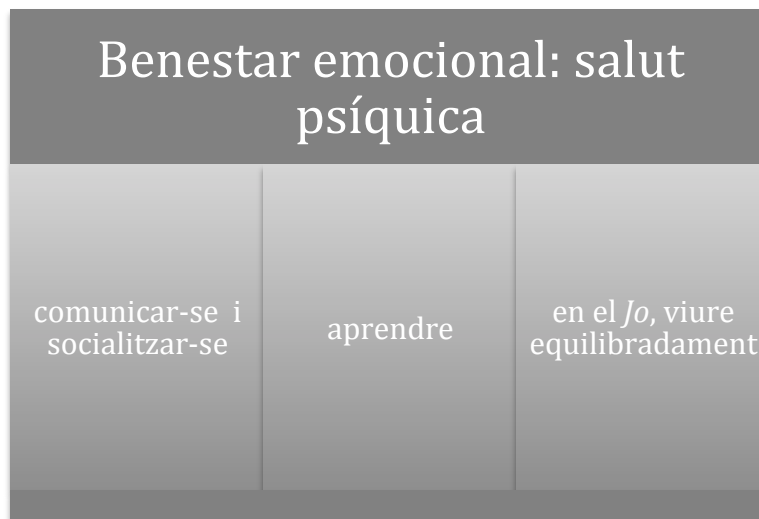 Benestar emocional: salut
psíquica
comunicar-se i
socialitzar-se
aprendre
en el Jo, viure
equilibradament